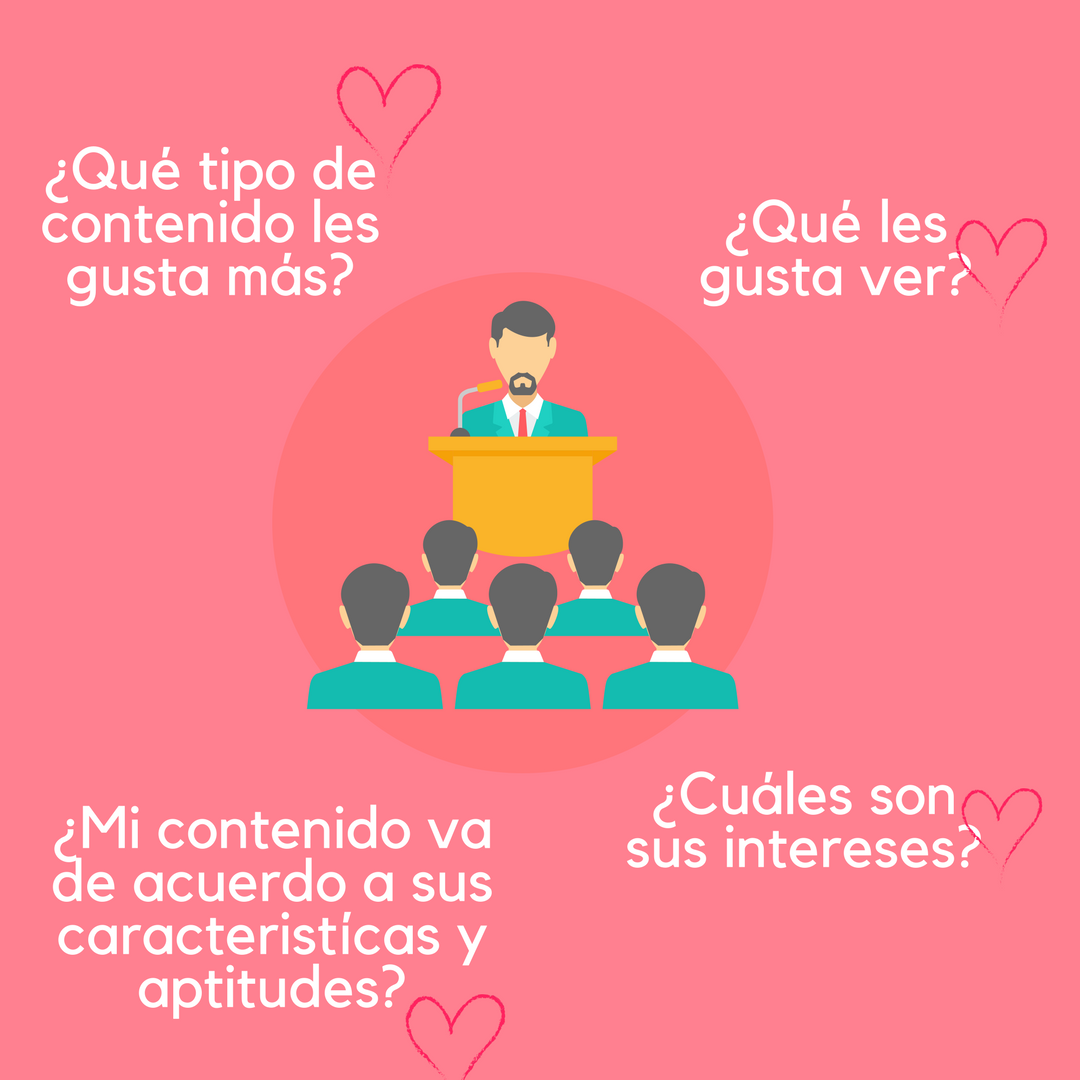 ¿Qué tipo de
contenido les
gusta más?
¿Qué les
gusta ver?
¿Mi contenido va
de acuerdo a sus
caracteristícas y
aptitudes?
¿Cuáles son
sus intereses?